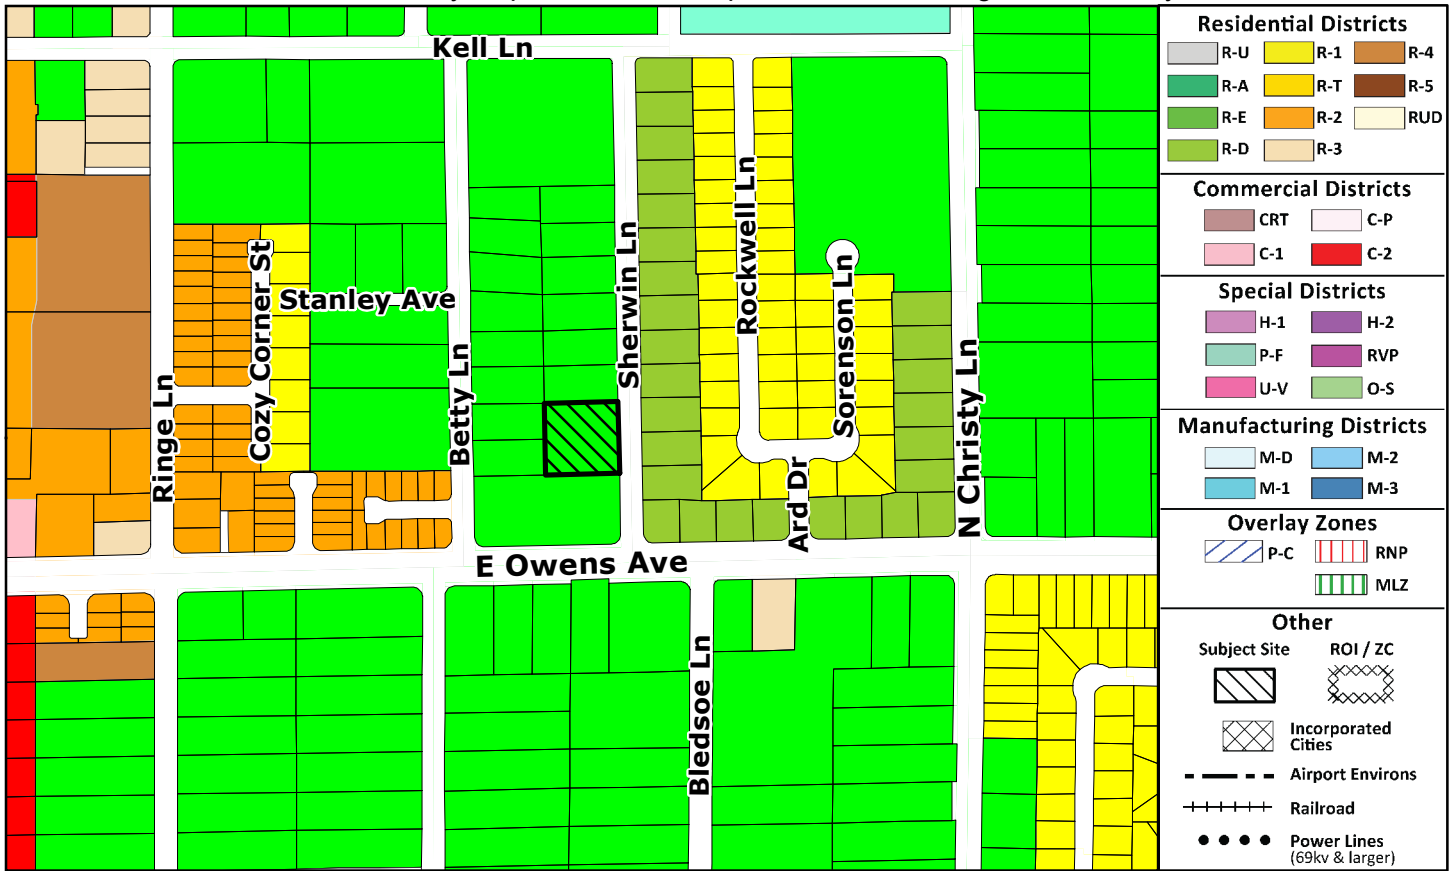 Kell Ln
Rockwell Ln
Sherwin Ln
Cozy Corner St
Stanley Ave
Sorenson Ln
Betty Ln
Ringe Ln
N Christy Ln
Ard Dr
E Owens Ave
Bledsoe Ln
Residential Districts
R-U R-1 R-4
R-A R-T R-5
R-E R-2 RUD
R-D R-3
Commercial Districts
CRT C-P
C-1 C-2
Special Districts
H-1 H-2
P-F RVP
U-V O-S
Manufacturing Districts
M-D M-2
M-1 M-3
Overlay Zones
P-C RNP
MLZ
Other
Subject Site ROI / ZC
Incorporated
Cities
Airport Environs
Railroad
Power Lines
(69kv & larger)